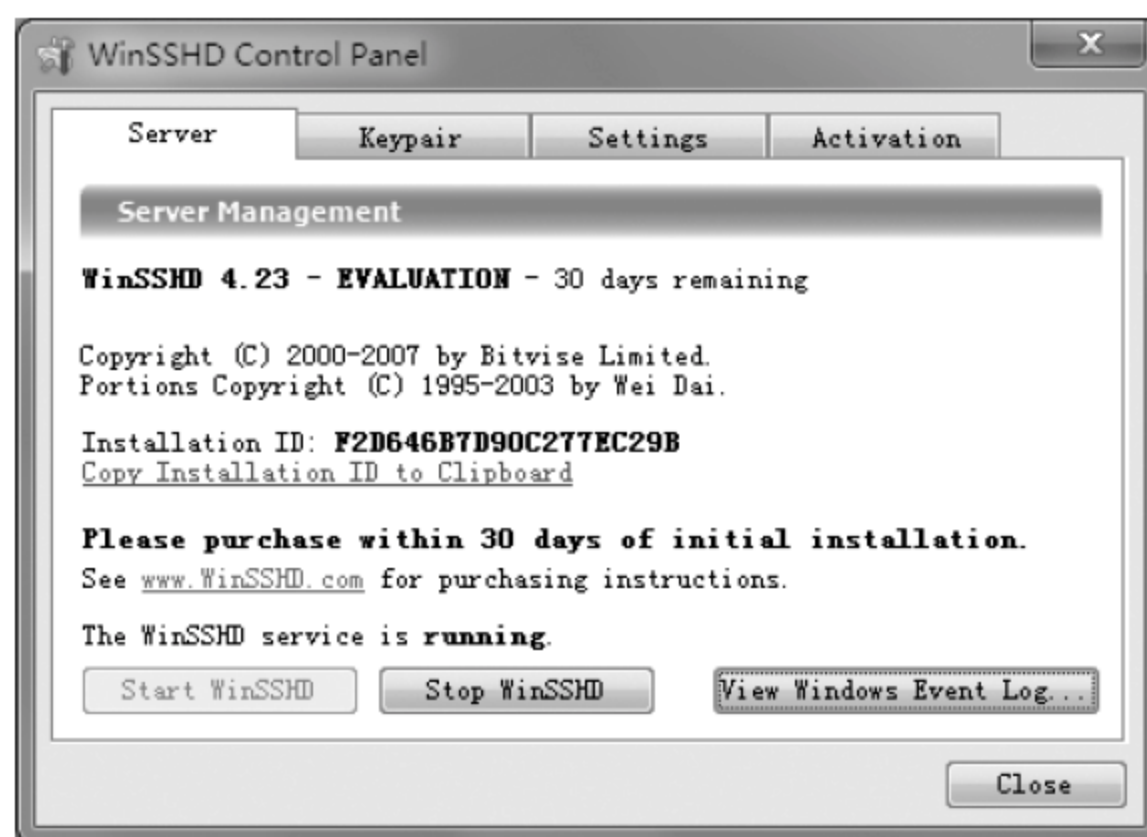 WinSSHD Control Panel
Server Keypair Settings Activation
Server Management
WinSSHD 4.23 - EVALUATION - 30 days remaining
Copyright (C) 2000-2007 by Bitvise Limited.
Portions Copyright (C) 1995-2003 by Wei Dai.
Installation ID: F2D646B7D90C277EC29B
Copy Installation ID to Clipboard
Please purchase within 30 days of initial installation.
See www.WinSSHD.com for purchasing instructions.
The WinSSHD service is running.
Start WinSSHD Stop WinSSHD View Windows Event Log...
Close